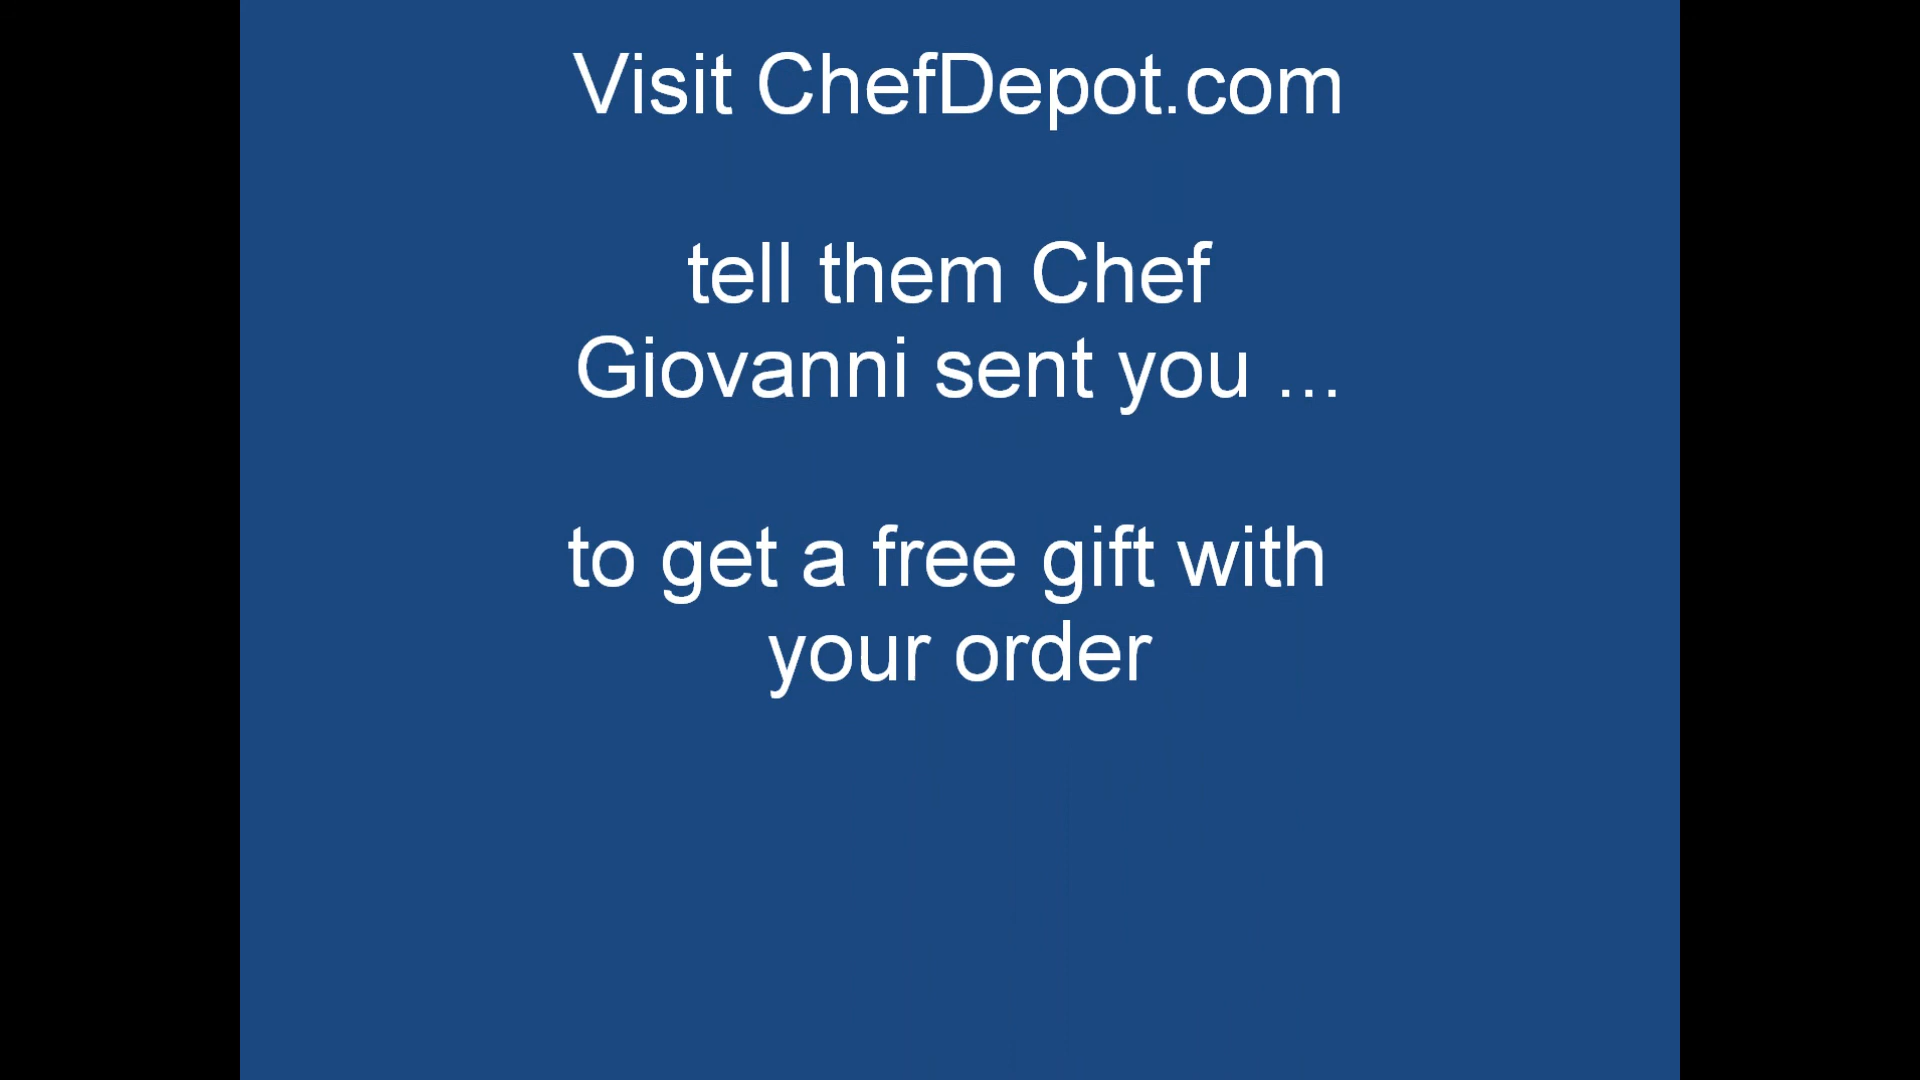 Visit ChefDepot.com
tell them Chef
Giovanni sent you ...
to get a free gift with
your order